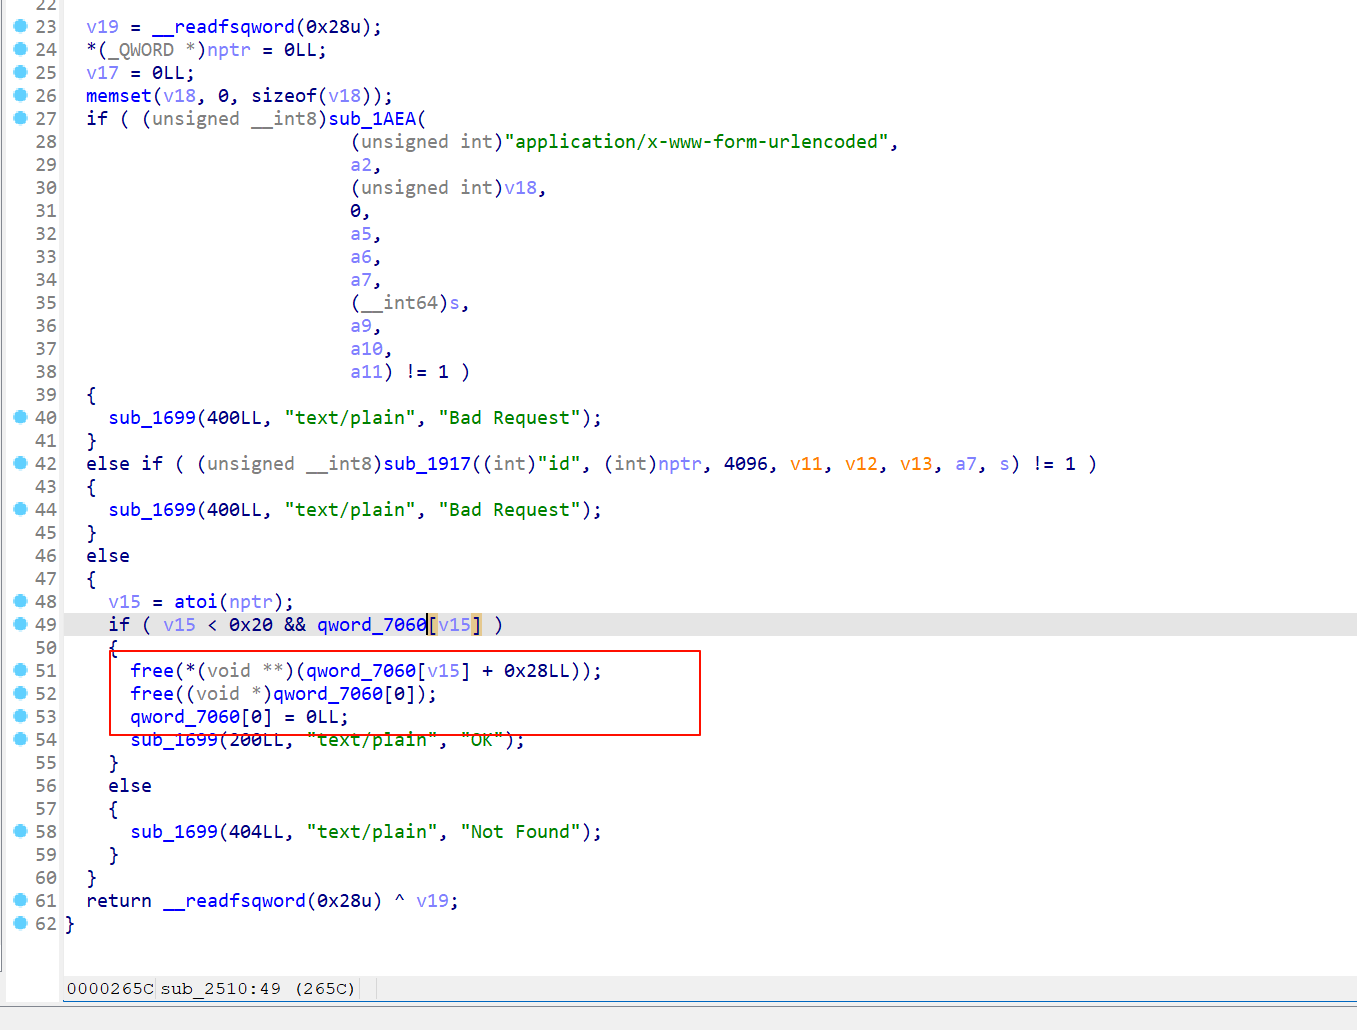 22
23 v19 = __readfsqword(0x28u);
24 *(_QWORD *)nptr = 0LL;
25 v17 = 0LL;
26 memset(v18, 0, sizeof(v18));
27 if ( (unsigned __int8)sub_1AEA(
28 (unsigned int)"application/x-www-form-urlencoded",
29 a2,
30 (unsigned int)v18,
31 0,
32 a5,
33 a6,
34 a7,
35 (__int64)s,
36 a9,
37 a10,
38 a11) != 1 )
39 {
40 sub_1699(400LL, "text/plain", "Bad Request");
41 }
42 else if ( (unsigned __int8)sub_1917((int)"id", (int)nptr, 4096, v11, v12, v13, a7, s) != 1 )
43 {
44 sub_1699(400LL, "text/plain", "Bad Request");
45 }
46 else
47 {
48 v15 = atoi(nptr);
49 if ( v15 < 0x20 && qword_7060[v15] )
50 {
51 free(*(void **)(qword_7060[v15] + 0x28LL));
52 free((void *)qword_7060[0]);
53 qword_7060[0] = 0LL;
54 sub_1699(200LL, "text/plain", "OK");
55 }
56 else
57 {
58 sub_1699(404LL, "text/plain", "Not Found");
59 }
60 }
61 return __readfsqword(0x28u) ^ v19;
62 }
0000265C sub_2510:49 (265C)